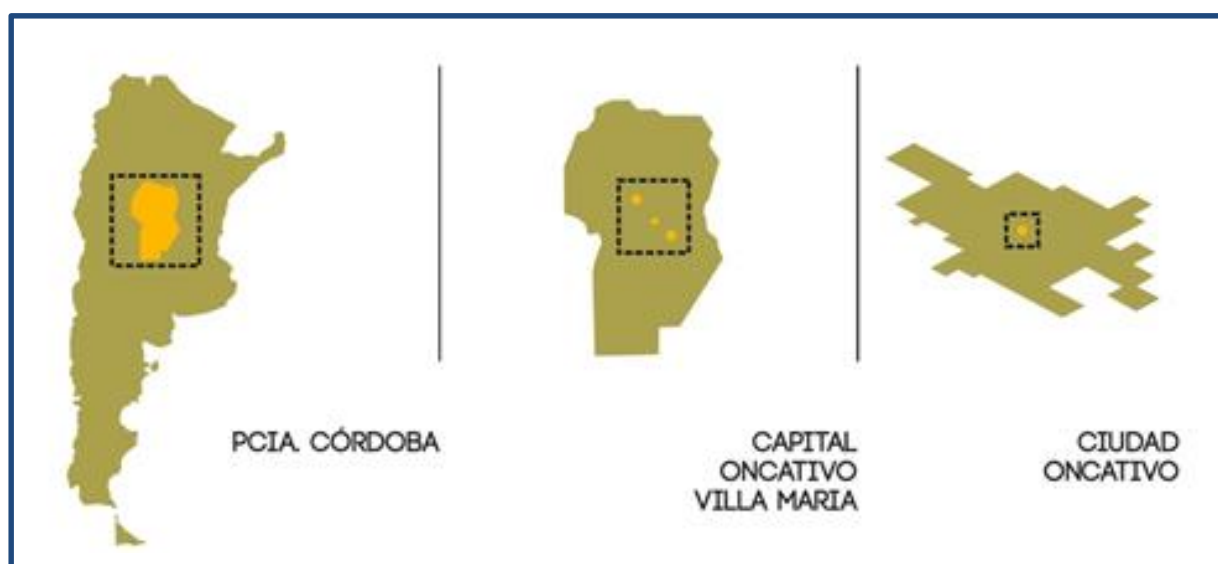 PCIA. CÓRDOBA
CAPITAL
ONCATIVO
VILLA MARIA
CIUDAD
ONCATIVO